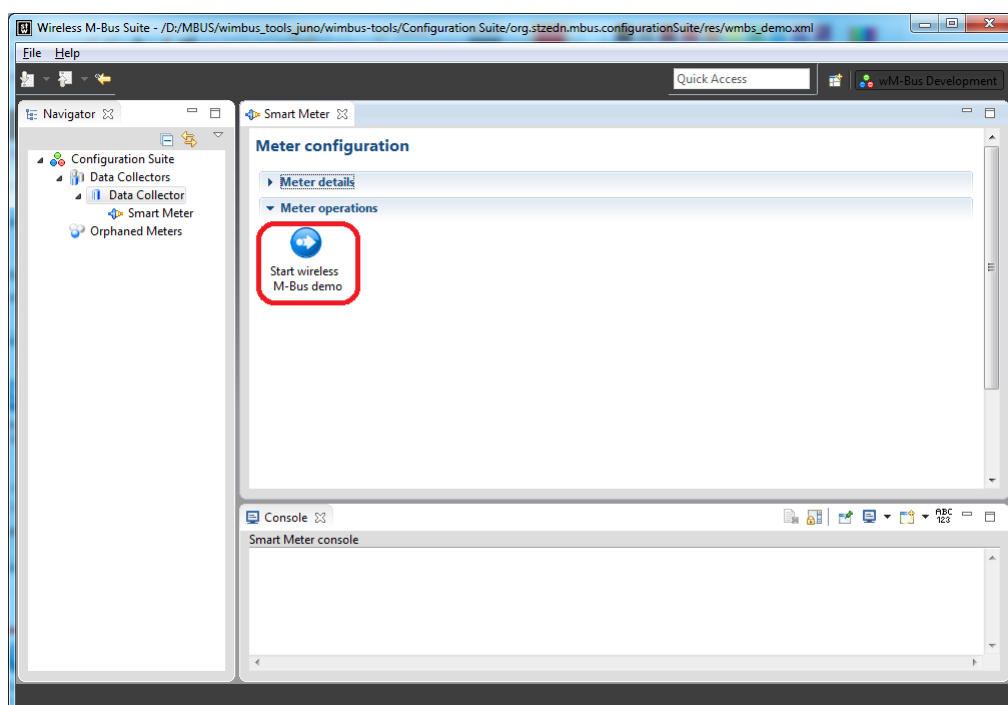 Wireless M-Bus Suite - /D:/MBUS/wimbus_tools_juno/wimbus-tools/Configuration Suite/org.stzedn.mbus.configurationSuite/res/wmbs_demo.xml
File Help
Quick Access
wM-Bus Development
Navigator
Configuration Suite
Data Collectors
Data Collector
Smart Meter
Orphaned Meters
Smart Meter
Meter configuration
Meter details
Meter operations
Start wireless
M-Bus demo
Console
ABC
123
Smart Meter console